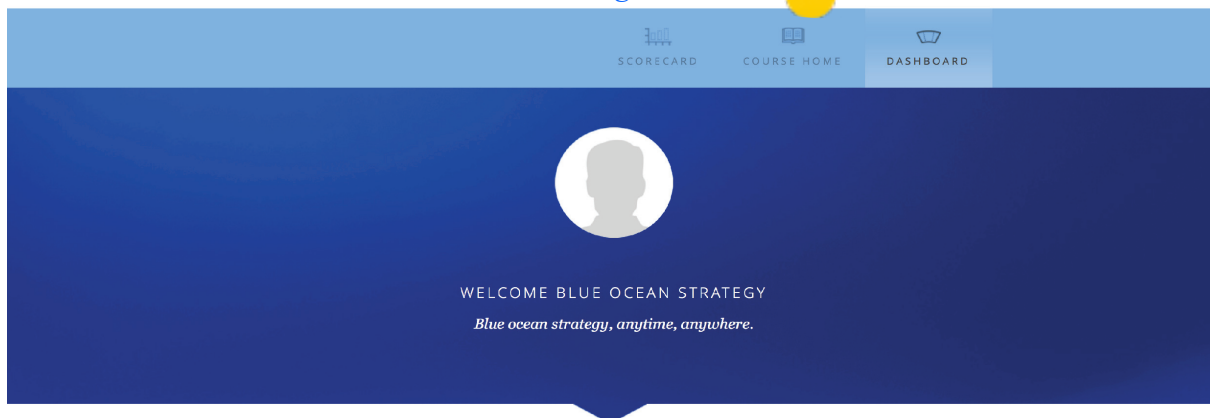 SCORECARD COURSE HOME DASHBOARD
WELCOME BLUE OCEAN STRATEGY
Blue ocean strategy, anytime, anywhere.